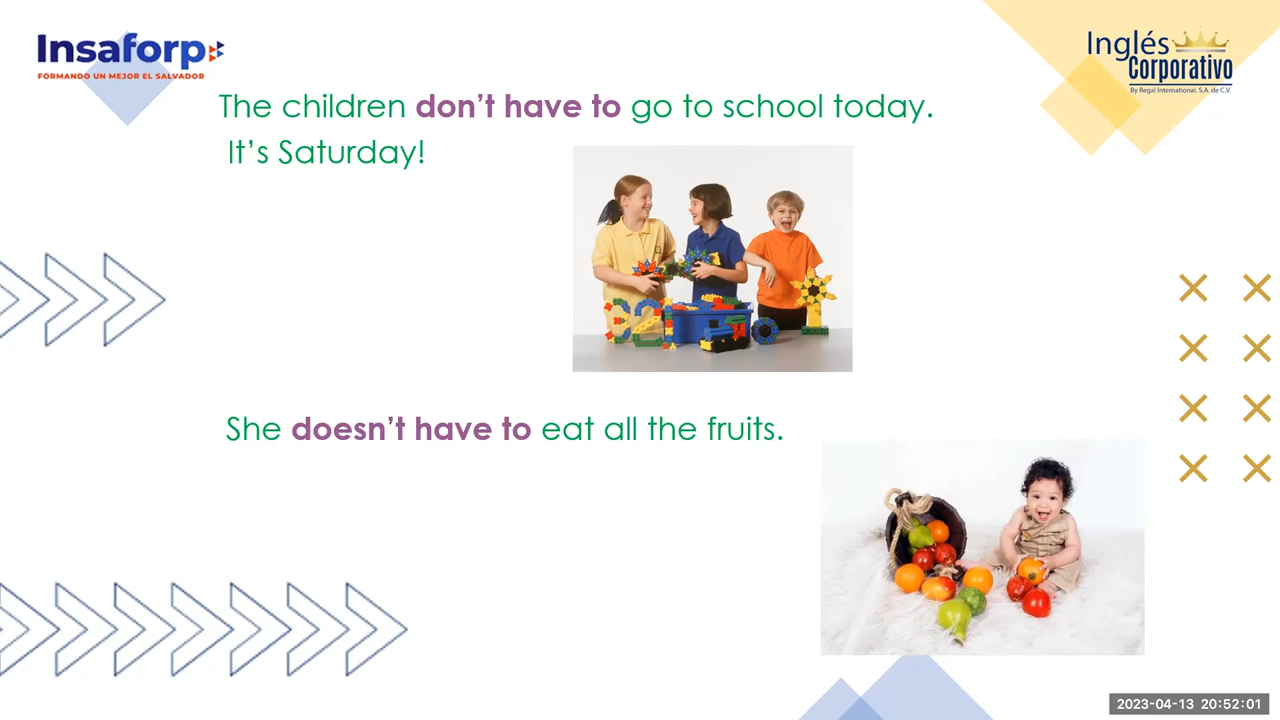 Insaforp
FORMANDO UN MEJOR EL SALVADOR
Inglés
Corporativo
By Regal International, S.A. de C.V.
The children don't have to go to school today.
It's Saturday!
She doesn't have to eat all the fruits.
2023-04-13 20:52:01